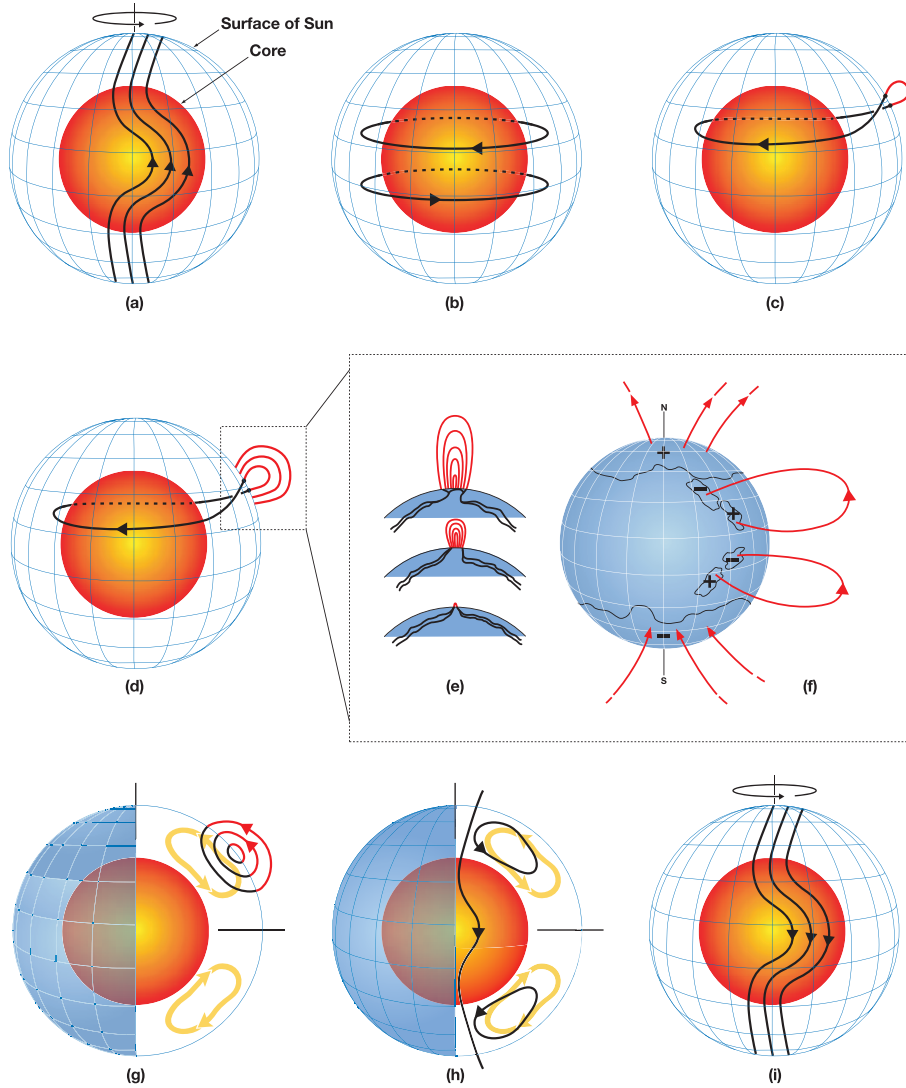 Surface of Sun
Core
(a)
(b)
(c)
(d)
(e)
N
+
–
+
–
+
–
S
(f)
(g)
(h)
(i)